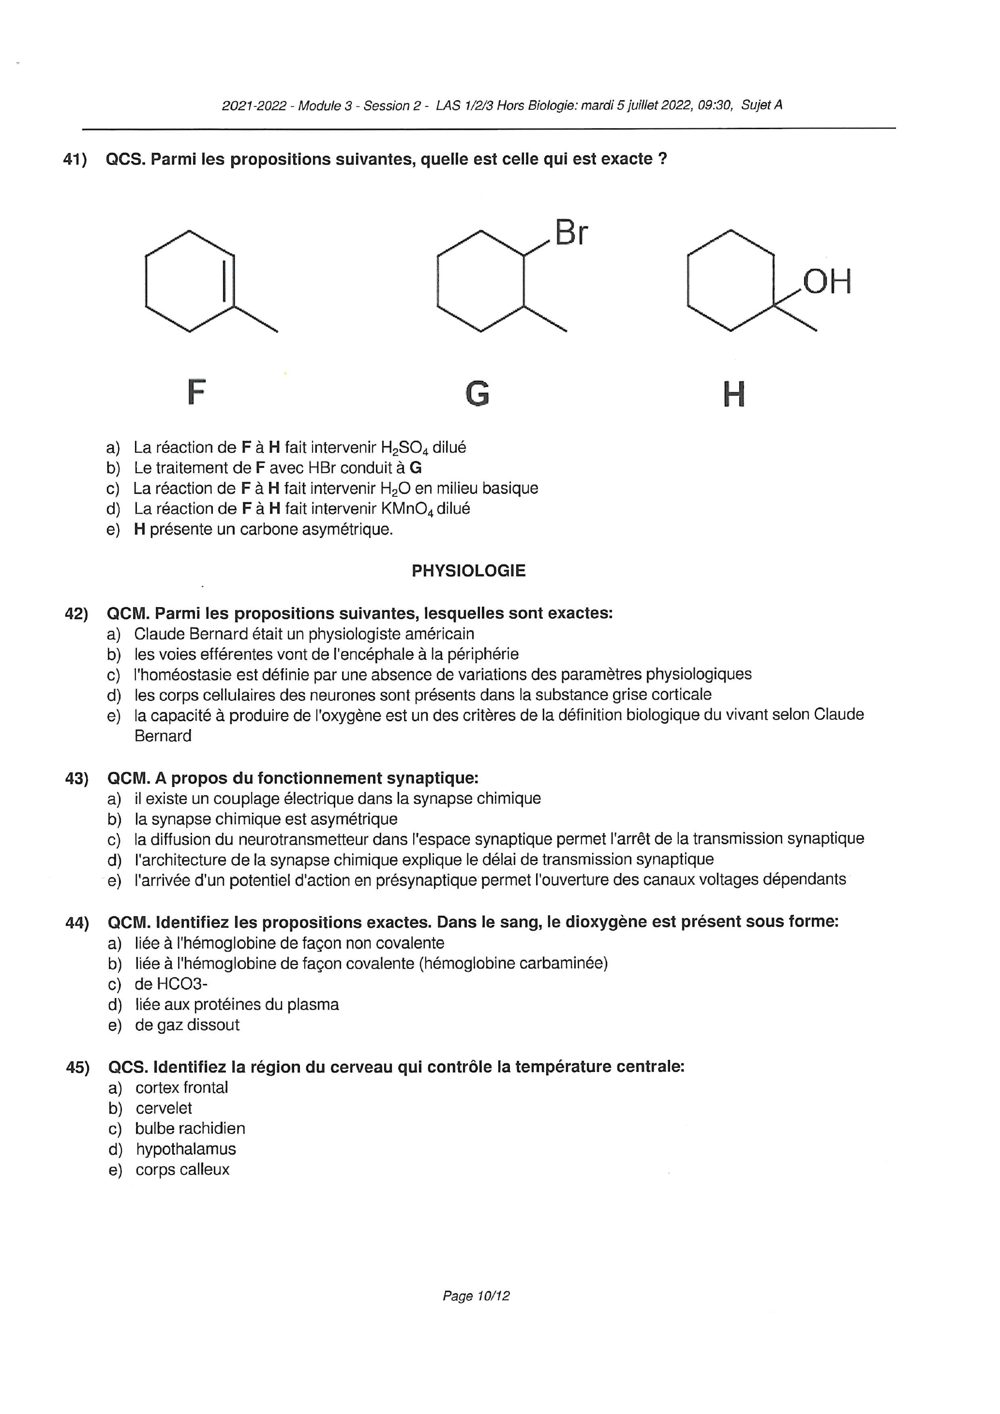 2021-2022 - Module 3 - Session 2 - LAS 1/2/3 Hors Biologie: mardi 5 juillet 2022, 09:30, Sujet A
41) QCS. Parmi les propositions suivantes, quelle est celle qui est exacte ?
Br
OH
F G H
a) La réaction de F à H fait intervenir H₂SO₄ dilué
b) Le traitement de F avec HBr conduit à G
c) La réaction de F à H fait intervenir H₂O en milieu basique
d) La réaction de F à H fait intervenir KMnO₄ dilué
e) H présente un carbone asymétrique.
PHYSIOLOGIE
42) QCM. Parmi les propositions suivantes, lesquelles sont exactes:
a) Claude Bernard était un physiologiste américain
b) les voies efférentes vont de l'encéphale à la périphérie
c) l'homéostasie est définie par une absence de variations des paramètres physiologiques
d) les corps cellulaires des neurones sont présents dans la substance grise corticale
e) la capacité à produire de l'oxygène est un des critères de la définition biologique du vivant selon Claude
Bernard
43) QCM. A propos du fonctionnement synaptique:
a) il existe un couplage électrique dans la synapse chimique
b) la synapse chimique est asymétrique
c) la diffusion du neurotransmetteur dans l'espace synaptique permet l'arrêt de la transmission synaptique
d) l'architecture de la synapse chimique explique le délai de transmission synaptique
e) l'arrivée d'un potentiel d'action en présynaptique permet l'ouverture des canaux voltages dépendants
44) QCM. Identifiez les propositions exactes. Dans le sang, le dioxygène est présent sous forme:
a) liée à l'hémoglobine de façon non covalente
b) liée à l'hémoglobine de façon covalente (hémoglobine carbaminée)
c) de HCO3-
d) liée aux protéines du plasma
e) de gaz dissout
45) QCS. Identifiez la région du cerveau qui contrôle la température centrale:
a) cortex frontal
b) cervelet
c) bulbe rachidien
d) hypothalamus
e) corps calleux
Page 10/12